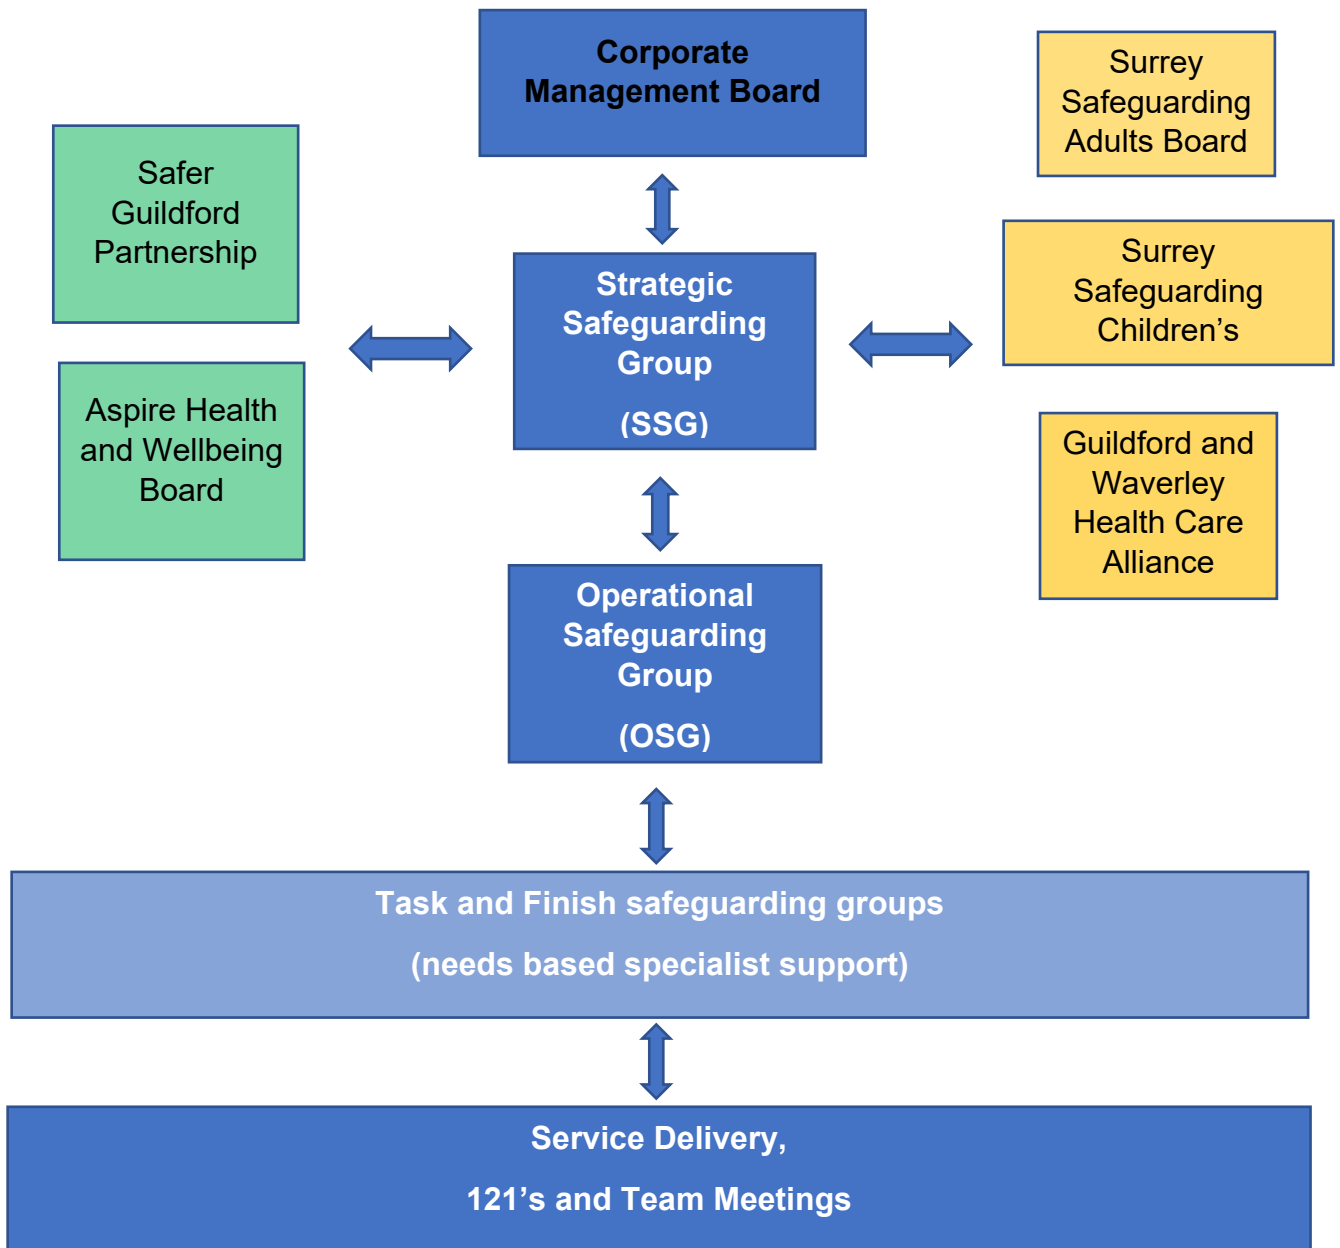 Corporate
Management Board
Surrey
Safeguarding
Adults Board
Safer
Guildford
Partnership
Strategic
Safeguarding
Group
(SSG)
Surrey
Safeguarding
Children’s
Aspire Health
and Wellbeing
Board
Guildford and
Waverley
Health Care
Alliance
Operational
Safeguarding
Group
(OSG)
Task and Finish safeguarding groups
(needs based specialist support)
Service Delivery,
121’s and Team Meetings